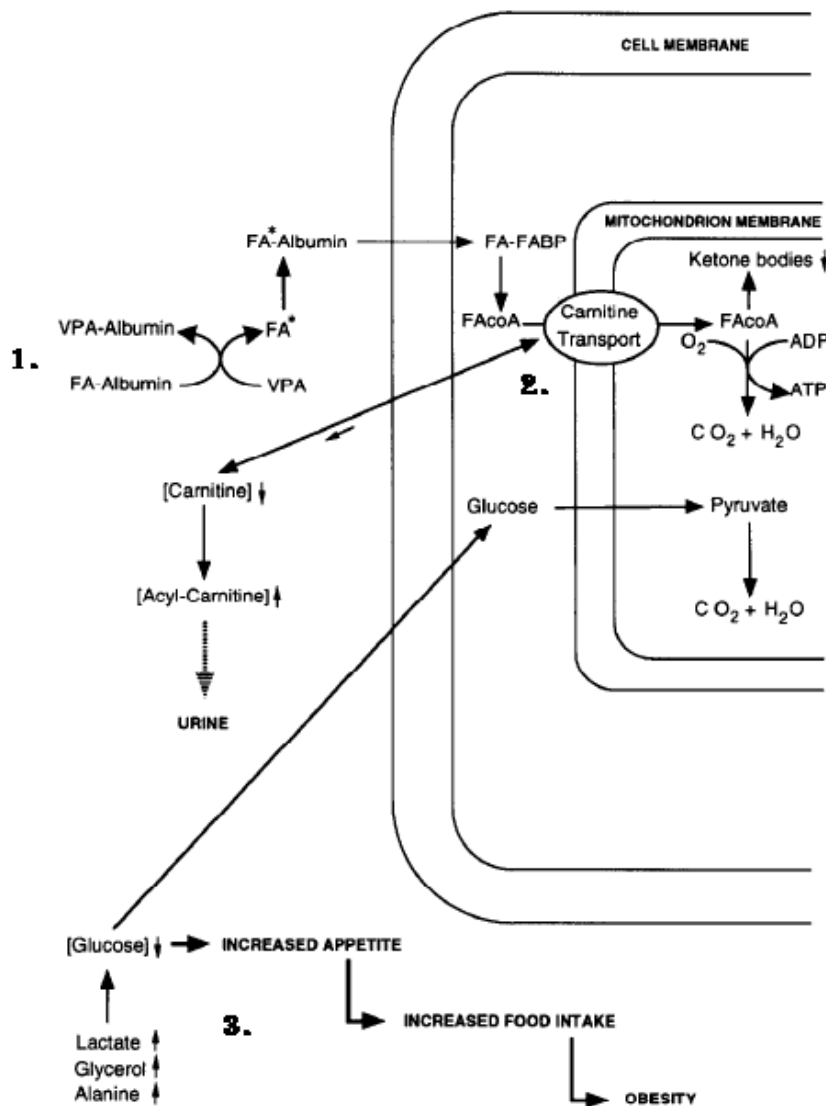 CELL MEMBRANE
MITOCHONDRION MEMBRANE
FA*-Albumin
FA-FABP
Ketone bodies
VPA-Albumin
FA*
FAcoA
Carnitine
Transport
FAcoA
O2
ADP
1.
FA-Albumin
VPA
2.
ATP
C O2 + H2O
[Carnitine]
Glucose
Pyruvate
[Acyl-Carnitine]
C O2 + H2O
URINE
[Glucose]
INCREASED APPETITE
3.
INCREASED FOOD INTAKE
Lactate
Glycerol
Alanine
OBESITY